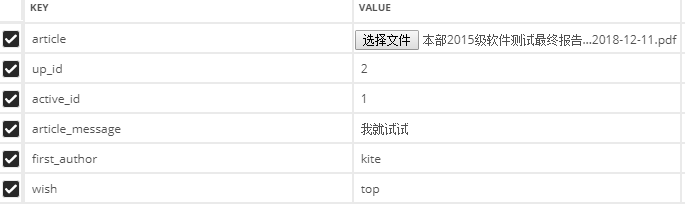 KEY VALUE
article 选择文件 本部2015级软件测试最终报告...2018-12-11.pdf
up_id 2
active_id 1
article_message 我就试试
first_author kite
wish top